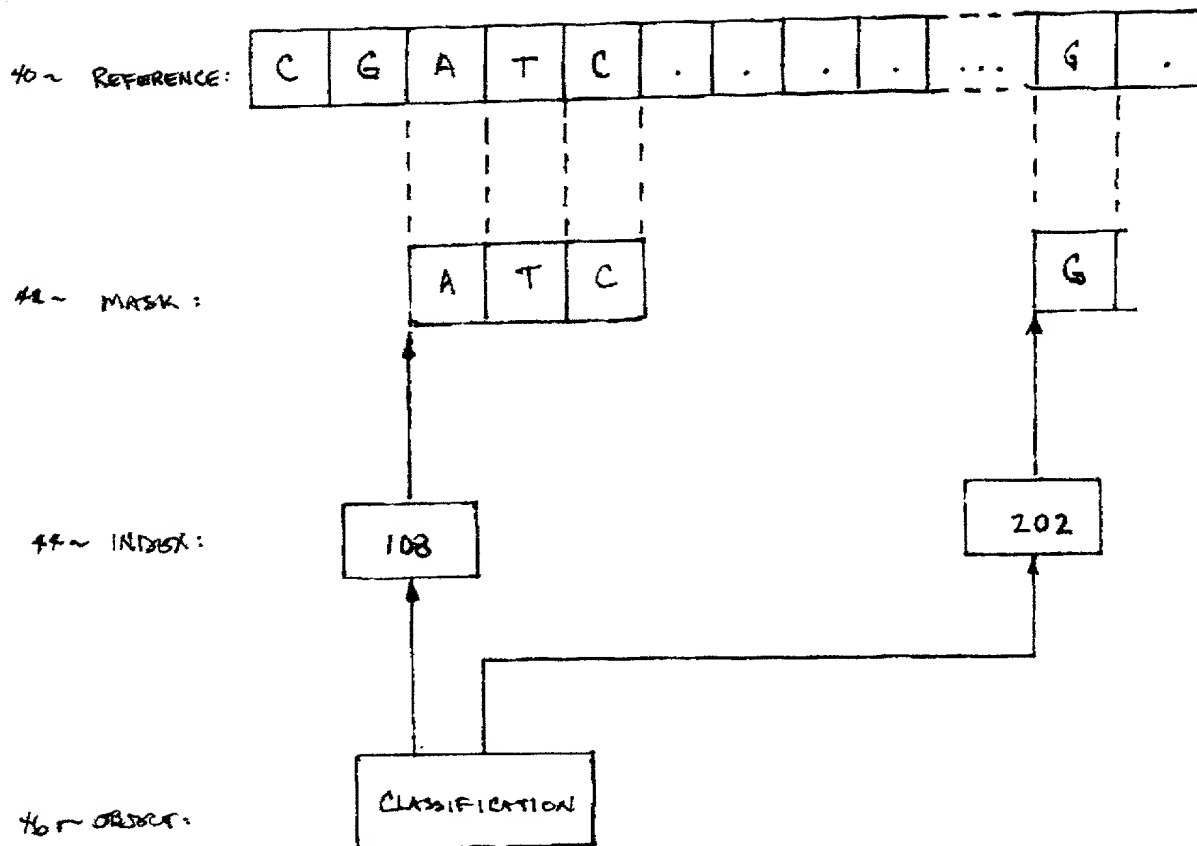 40~ REFERENCE: C G A T C . . . . ... G .
42~ MASK: A T C G
44~ INDEX: 108 202
46~ OBJECT: CLASSIFICATION